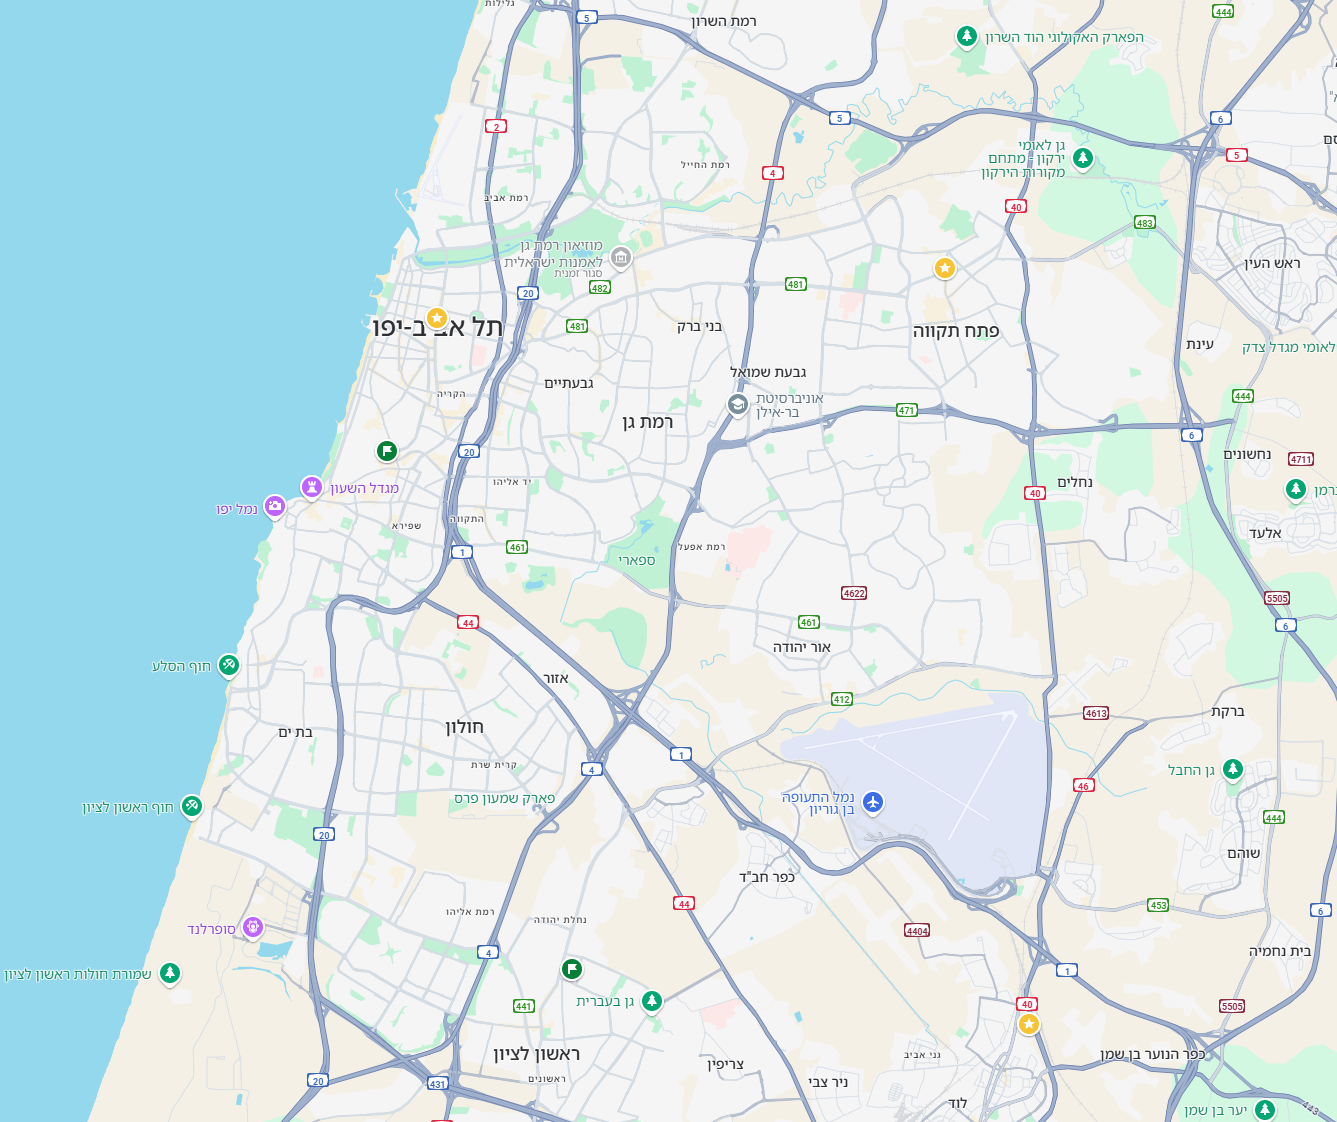 גלילות
5
רמת השרון
הפארק האקולוגי הוד השרון
444
2
5
6
5
רמת החייל
4
גן לאומי
ירקון - מתחם
מקורות הירקון
רמת אביב
40
483
מוזיאון רמת גן
לאמנות ישראלית
סגור זמנית
482
481
20
ראש העין
תל אביב-יפו
481
בני ברק
פתח תקווה
עינת
לאומי מגדל צדק
גבעתיים
גבעת שמואל
הקריה
אוניברסיטת
בר-אילן
471
444
רמת גן
6
20
נחשונים
4711
יד אליהו
נחלים
40
מגדל השעון
נמל יפו
התקווה
שפירא
אלעד
1
461
רמת אפעל
ספארי
4622
5505
44
461
6
אור יהודה
חוף הסלע
אזור
412
4613
ברקת
חולון
בת ים
1
קרית שרת
4
גן החבל
46
נמל התעופה
בן גוריון
פארק שמעון פרס
חוף ראשון לציון
444
20
שוהם
כפר חב"ד
44
453
6
רמת אליהו
נחלת יהודה
סופרלנד
4404
4
בית נחמיה
שמורת חולות ראשון לציון
1
גן בעברית
441
40
5505
ראשון לציון
גני אביב
כפר הנוער בן שמן
צריפין
20
431
ראשונים
ניר צבי
לוד
יער בן שמן
443